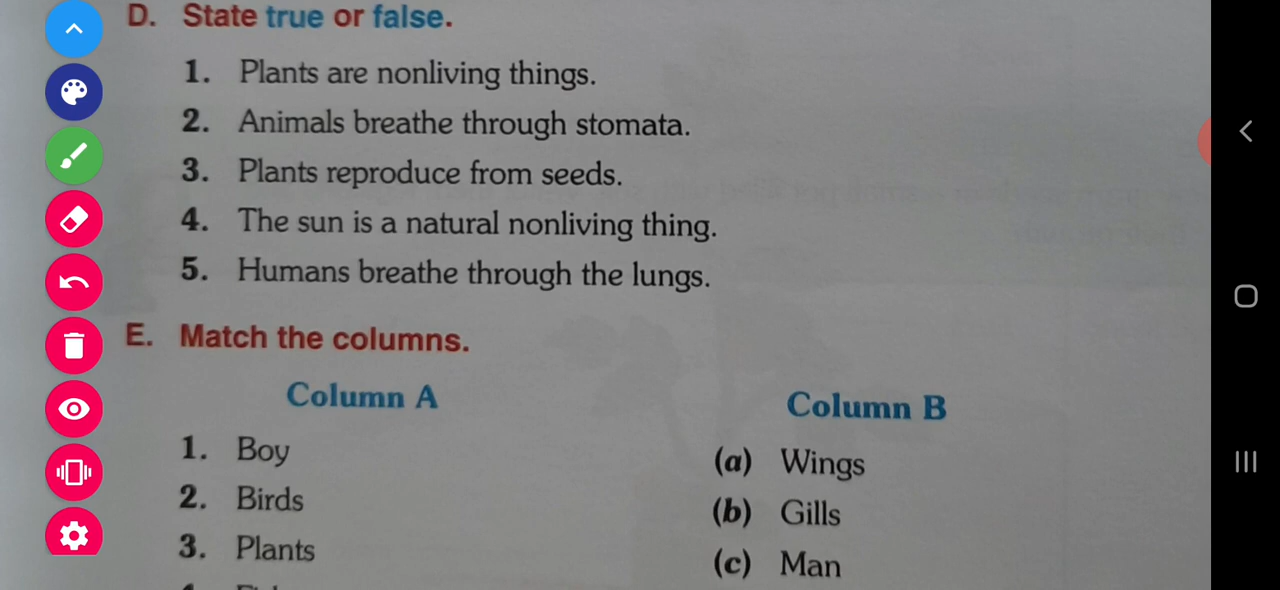 D. State true or false.
1. Plants are nonliving things.
2. Animals breathe through stomata.
3. Plants reproduce from seeds.
4. The sun is a natural nonliving thing.
5. Humans breathe through the lungs.
E. Match the columns.
Column A Column B
1. Boy (a) Wings
2. Birds (b) Gills
3. Plants (c) Man